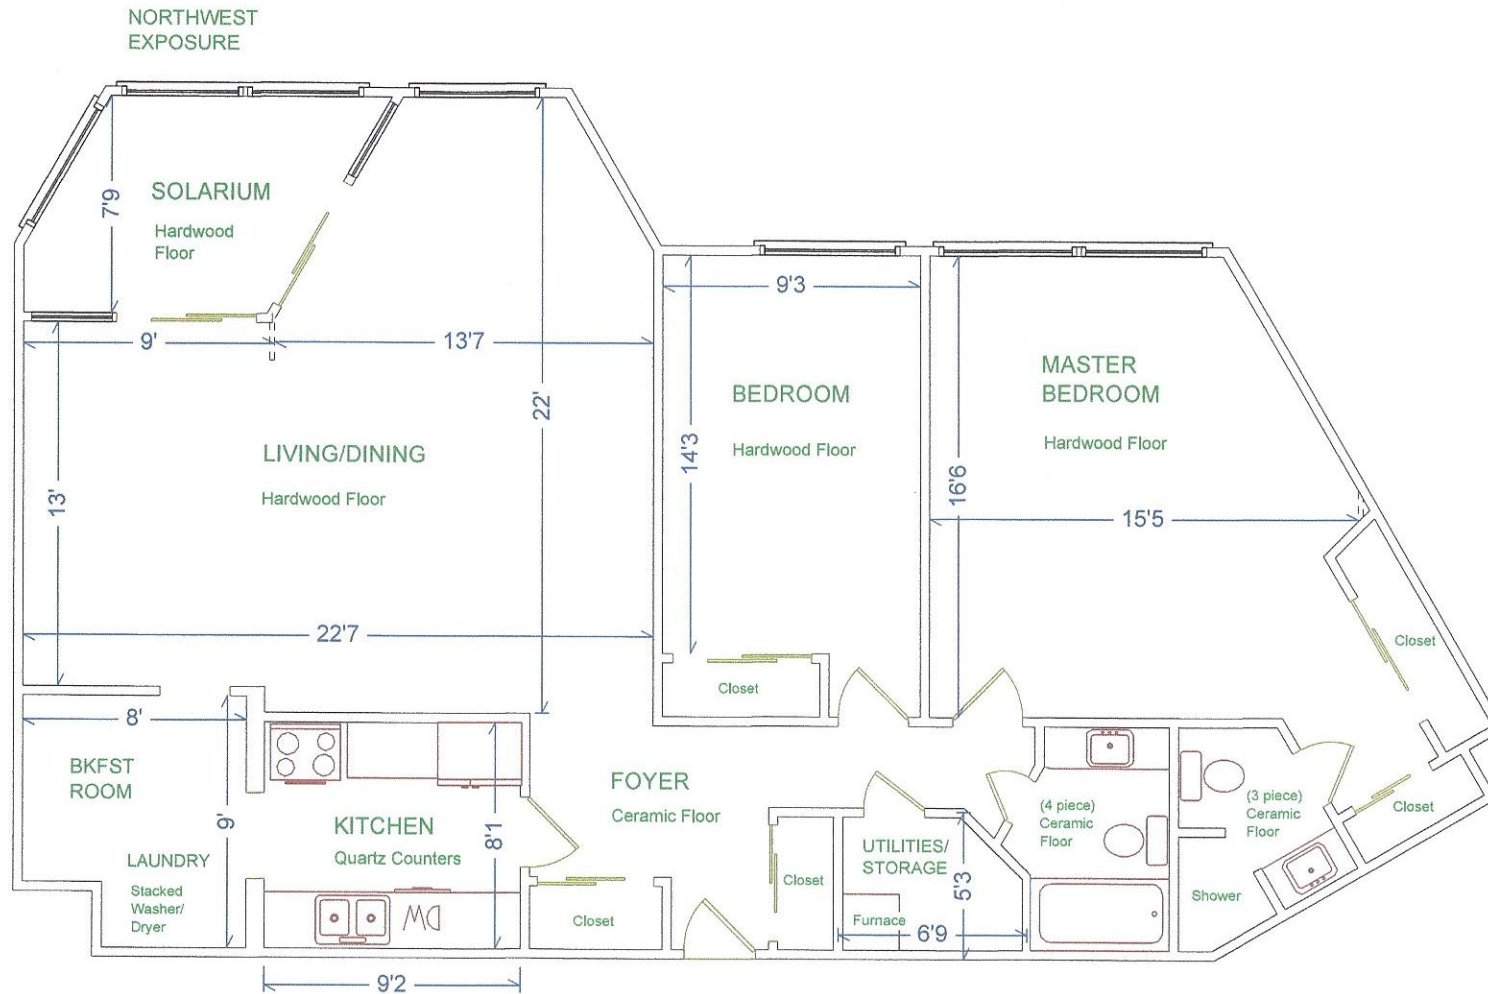 NORTHWEST
EXPOSURE
SOLARIUM
Hardwood
Floor
7'9
9'
13'7
22'
LIVING/DINING
Hardwood Floor
13'
22'7
9'3
BEDROOM
Hardwood Floor
14'3
Closet
MASTER
BEDROOM
Hardwood Floor
16'6
15'5
Closet
8'
BKFST
ROOM
9'
LAUNDRY
Stacked
Washer/
Dryer
KITCHEN
Quartz Counters
8'1
DW
9'2
FOYER
Ceramic Floor
Closet
Closet
UTILITIES/
STORAGE
5'3
Furnace
6'9
(4 piece)
Ceramic
Floor
(3 piece)
Ceramic
Floor
Shower
Closet